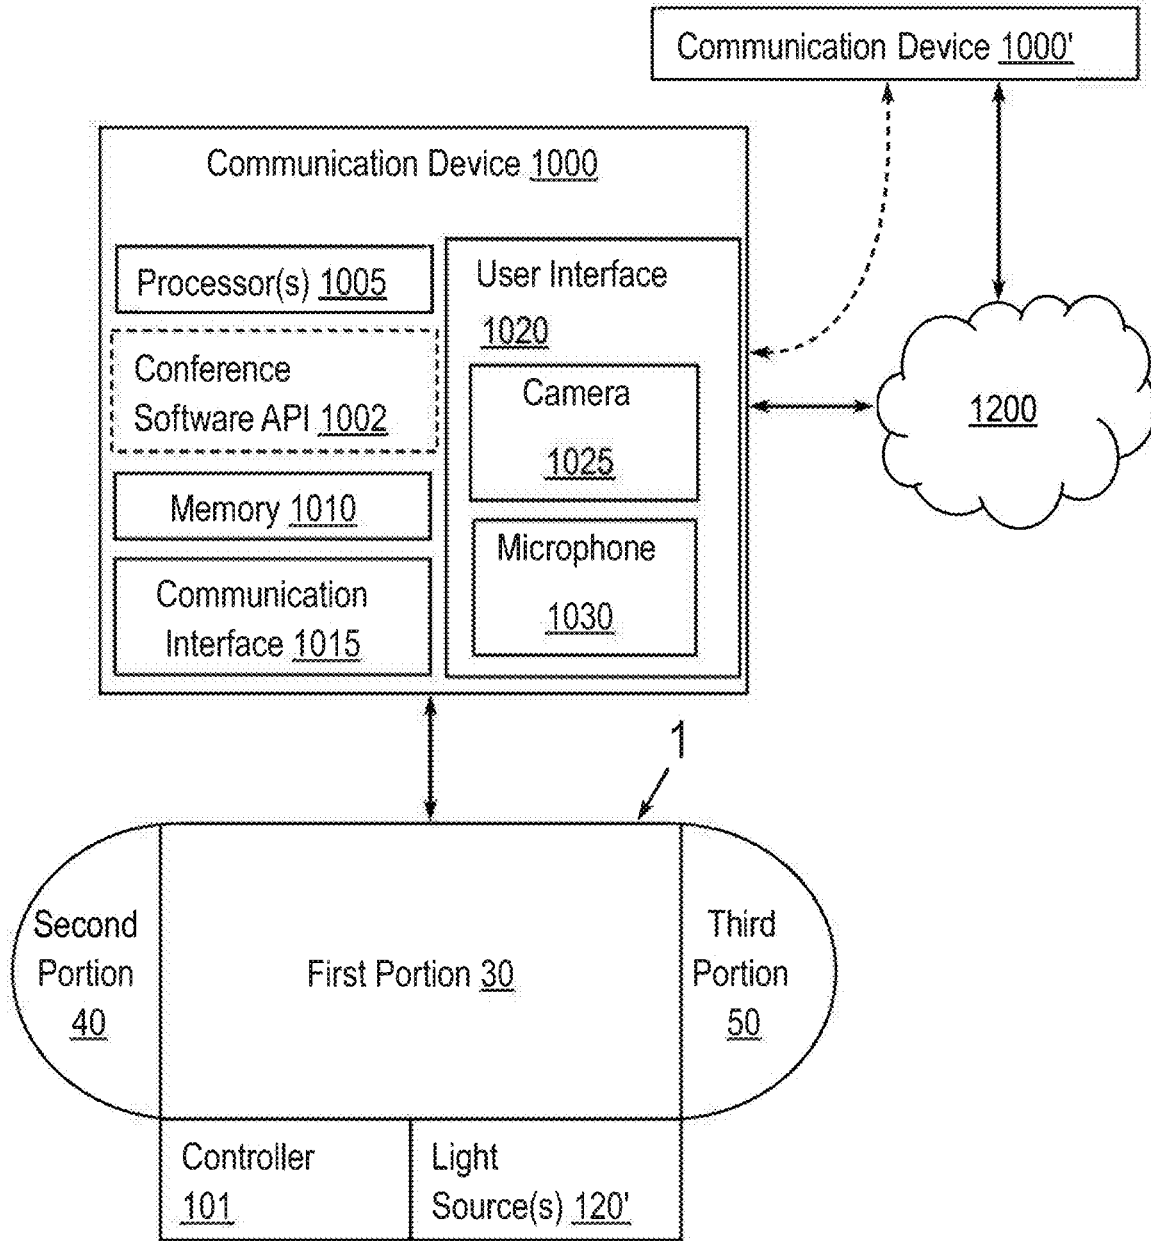 Communication Device 1000'
Communication Device 1000
Processor(s) 1005
Conference
Software API 1002
Memory 1010
Communication
Interface 1015
User Interface
1020
Camera
1025
Microphone
1030
1200
1
Second
Portion
40
First Portion 30
Third
Portion
50
Controller
101
Light
Source(s) 120'